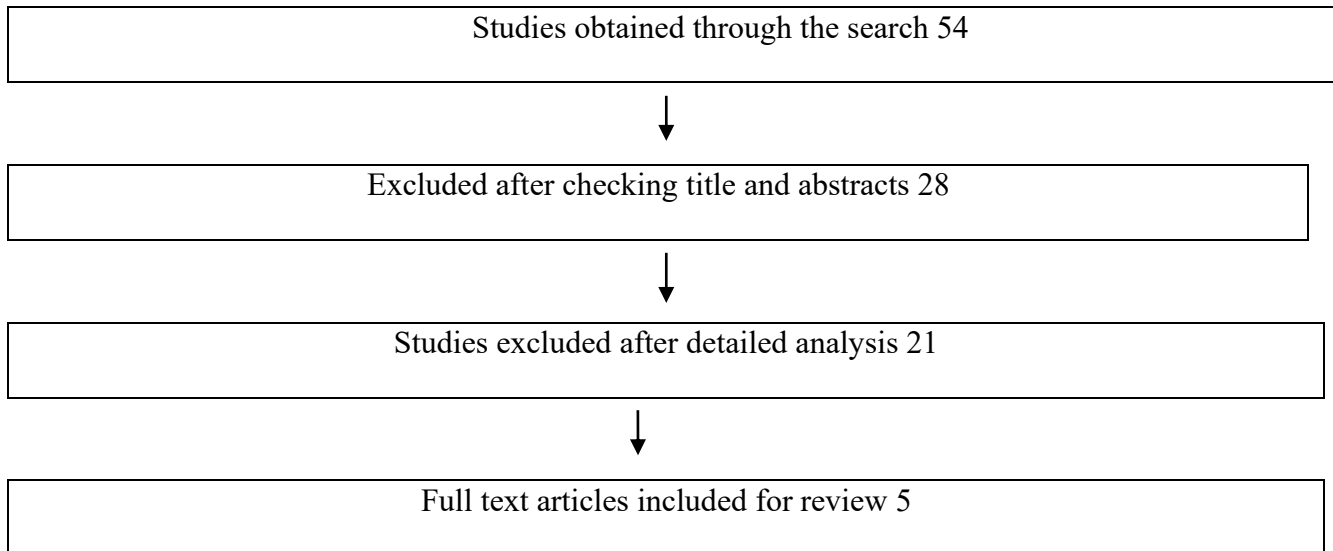 Studies obtained through the search 54
Excluded after checking title and abstracts 28
Studies excluded after detailed analysis 21
Full text articles included for review 5